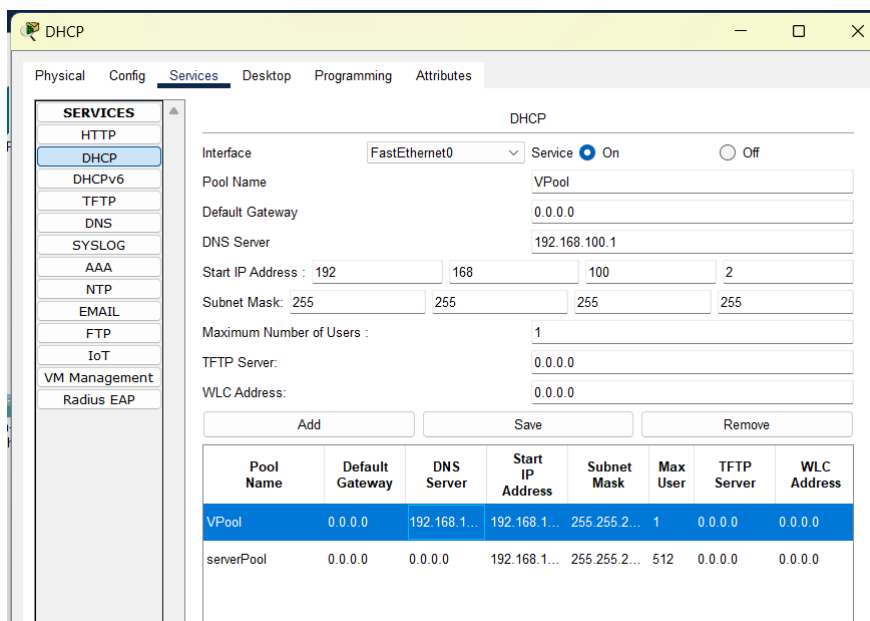 DHCP
Physical Config Services Desktop Programming Attributes
SERVICES
HTTP
DHCP
DHCPv6
TFTP
DNS
SYSLOG
AAA
NTP
EMAIL
FTP
IoT
VM Management
Radius EAP
DHCP
Interface FastEthernet0 Service On Off
Pool Name VPool
Default Gateway 0.0.0.0
DNS Server 192.168.100.1
Start IP Address : 192 168 100 2
Subnet Mask: 255 255 255 255
Maximum Number of Users : 1
TFTP Server: 0.0.0.0
WLC Address: 0.0.0.0
Add Save Remove
Pool Name Default Gateway DNS Server Start IP Address Subnet Mask Max User TFTP Server WLC Address
VPool 0.0.0.0 192.168.1... 192.168.1... 255.255.2... 1 0.0.0.0 0.0.0.0
serverPool 0.0.0.0 0.0.0.0 192.168.1... 255.255.2... 512 0.0.0.0 0.0.0.0